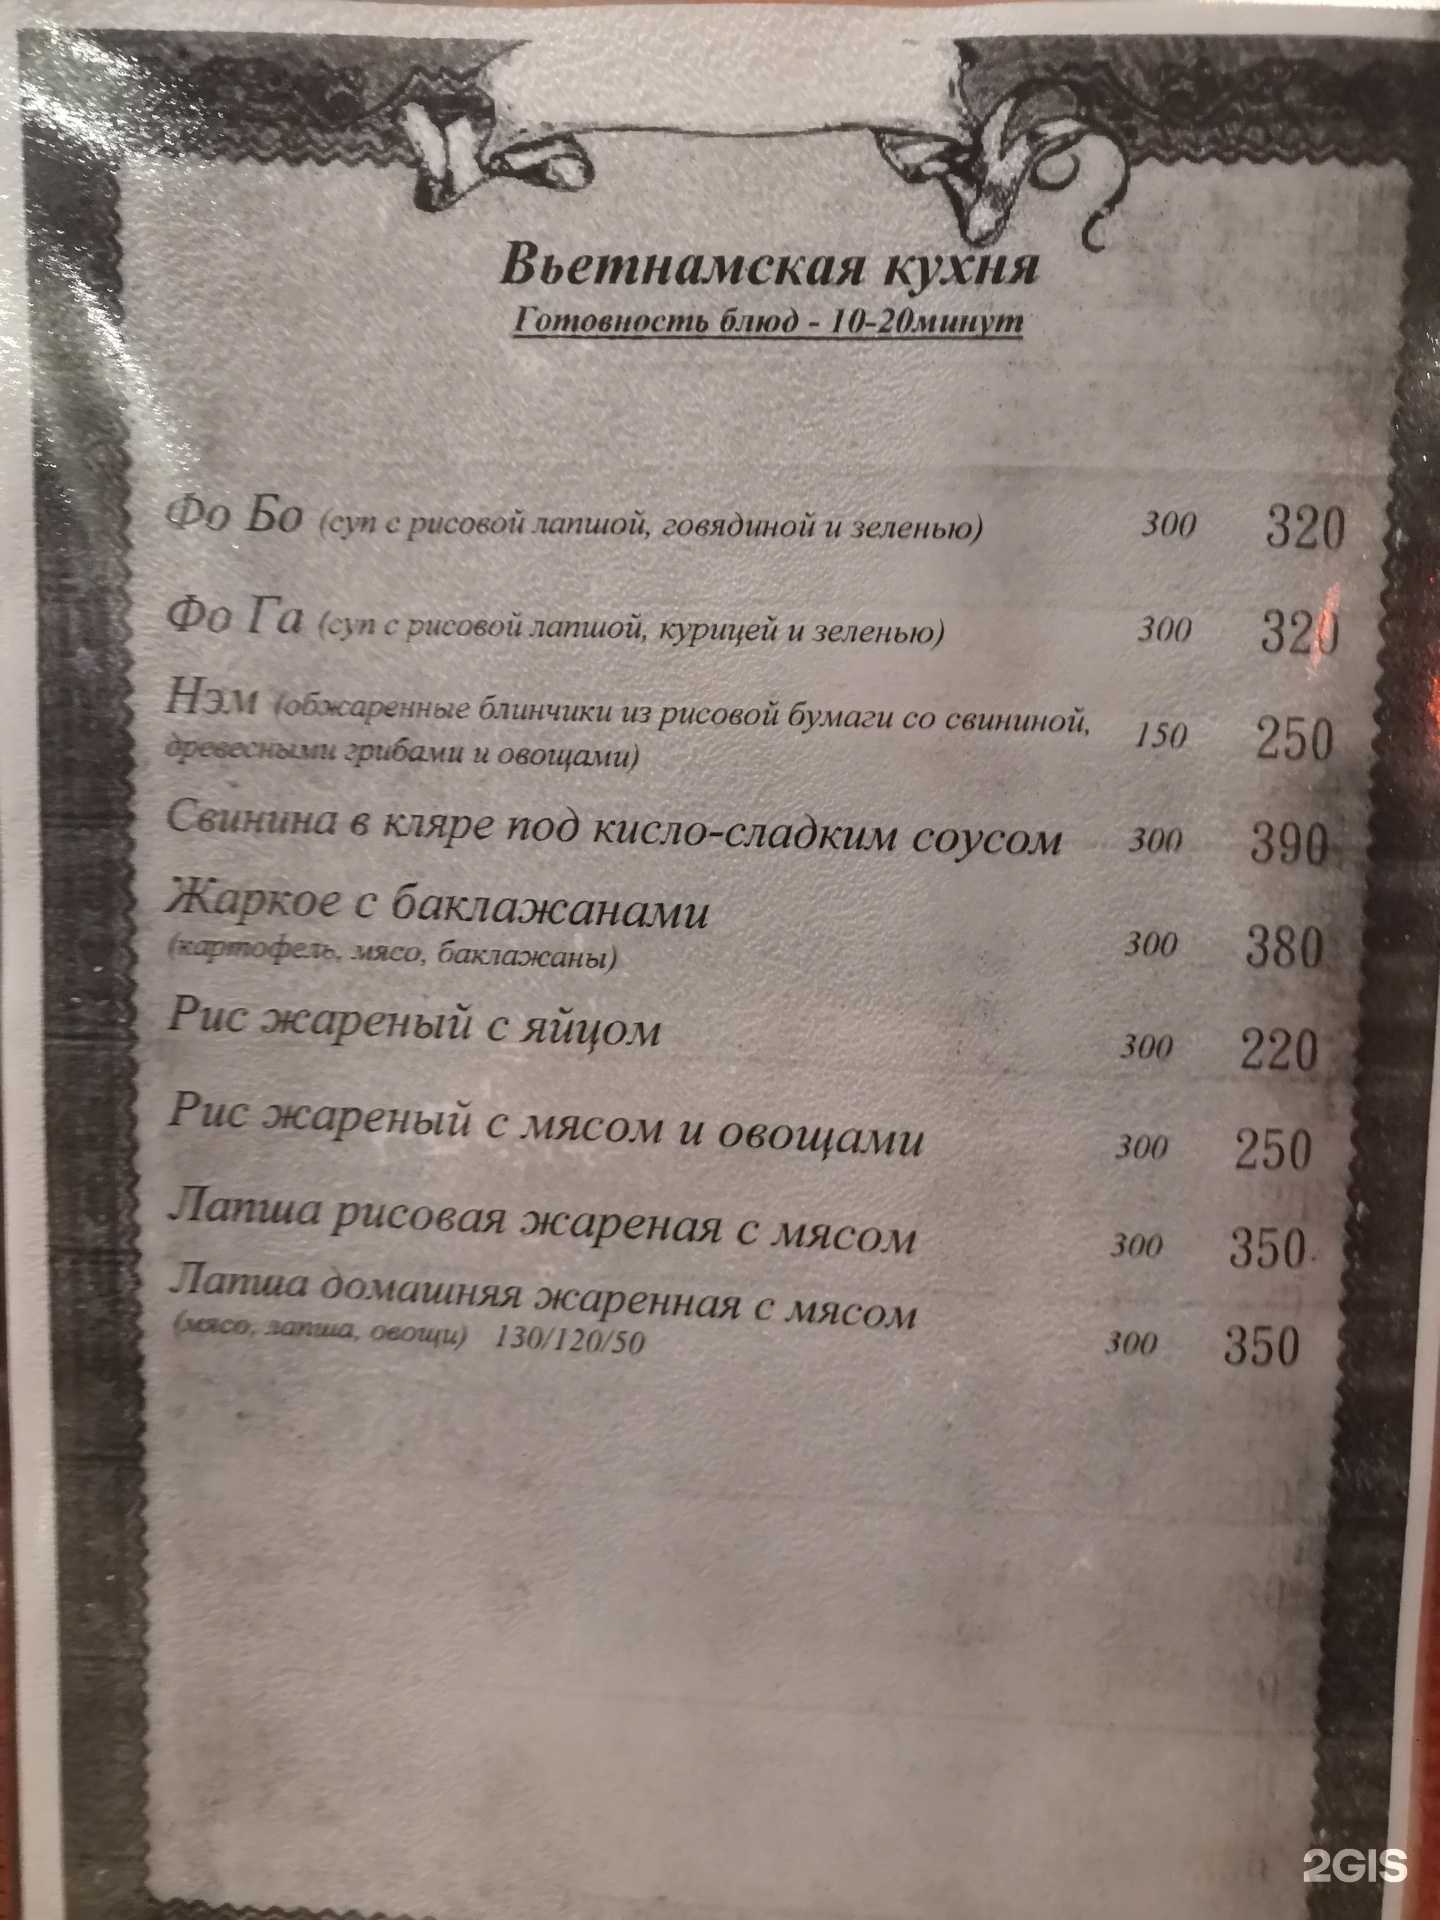 Вьетнамская кухня
Готовность блюд - 10-20минут
Фо Бо (суп с рисовой лапшой, говядиной и зеленью) 300 320
Фо Га (суп с рисовой лапшой, курицей и зеленью) 300 320
Нэм (обжаренные блинчики из рисовой бумаги со свининой, 150 250
древесными грибами и овощами)
Свинина в кляре под кисло-сладким соусом 300 390
Жаркое с баклажанами
(картофель, мясо, баклажаны) 300 380
Рис жареный с яйцом 300 220
Рис жареный с мясом и овощами 300 250
Лапша рисовая жареная с мясом 300 350
Лапша домашняя жаренная с мясом
(мясо, лапша, овощи) 130/120/50 300 350
2GIS